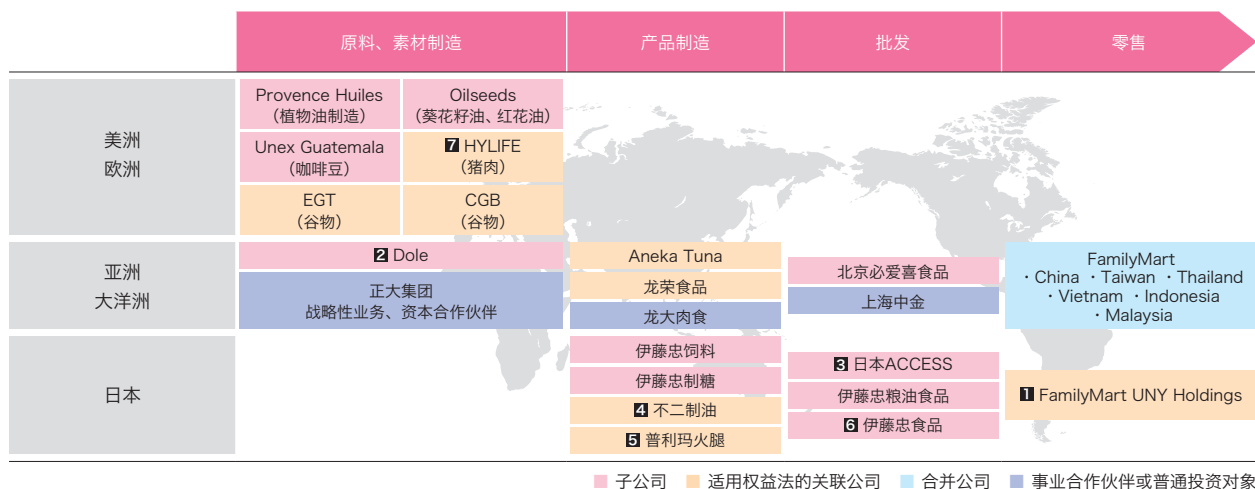 原料、素材制造
产品制造
批发
零售
美洲
欧洲
Provence Huiles
（植物油制造）
Oilseeds
（葵花籽油、红花油）
Unex Guatemala
（咖啡豆）
7 HYLIFE
（猪肉）
EGT
（谷物）
CGB
（谷物）
亚洲
大洋洲
2 Dole
正大集团
战略性业务、资本合作伙伴
Aneka Tuna
龙荣食品
龙大肉食
北京必爱喜食品
上海中金
FamilyMart
・China ・Taiwan ・Thailand
・Vietnam ・Indonesia
・Malaysia
日本
伊藤忠饲料
伊藤忠制糖
4 不二制油
5 普利玛火腿
3 日本ACCESS
伊藤忠粮油食品
6 伊藤忠食品
1 FamilyMart UNY Holdings
子公司
适用权益法的关联公司
合并公司
事业合作伙伴或普通投资对象